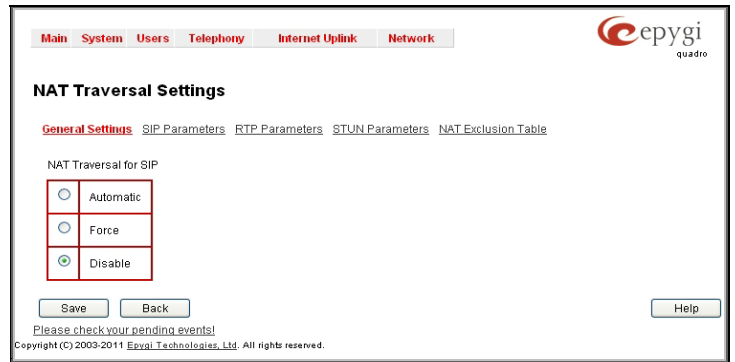 Main System Users Telephony Internet Uplink Network
epygi
quadro
NAT Traversal Settings
General Settings SIP Parameters RTP Parameters STUN Parameters NAT Exclusion Table
NAT Traversal for SIP
Automatic
Force
Disable
Save Back Help
Please check your pending events!
Copyright (C) 2003-2011 Epygi Technologies, Ltd. All rights reserved.